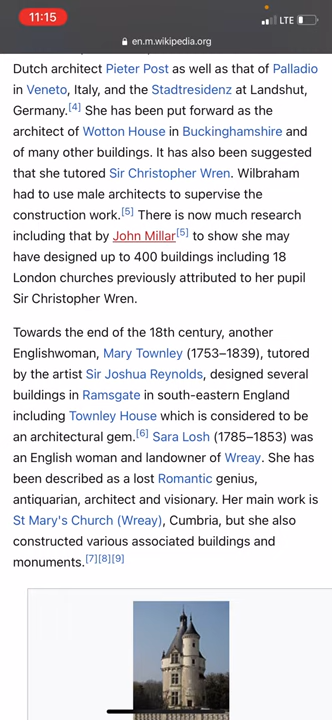 11:15
LTE
en.m.wikipedia.org
Dutch architect Pieter Post as well as that of Palladio
in Veneto, Italy, and the Stadtresidenz at Landshut,
Germany.[4] She has been put forward as the
architect of Wotton House in Buckinghamshire and
of many other buildings. It has also been suggested
that she tutored Sir Christopher Wren. Wilbraham
had to use male architects to supervise the
construction work.[5] There is now much research
including that by John Millar[5] to show she may
have designed up to 400 buildings including 18
London churches previously attributed to her pupil
Sir Christopher Wren.
Towards the end of the 18th century, another
Englishwoman, Mary Townley (1753–1839), tutored
by the artist Sir Joshua Reynolds, designed several
buildings in Ramsgate in south-eastern England
including Townley House which is considered to be
an architectural gem.[6] Sara Losh (1785–1853) was
an English woman and landowner of Wreay. She has
been described as a lost Romantic genius,
antiquarian, architect and visionary. Her main work is
St Mary's Church (Wreay), Cumbria, but she also
constructed various associated buildings and
monuments.[7][8][9]